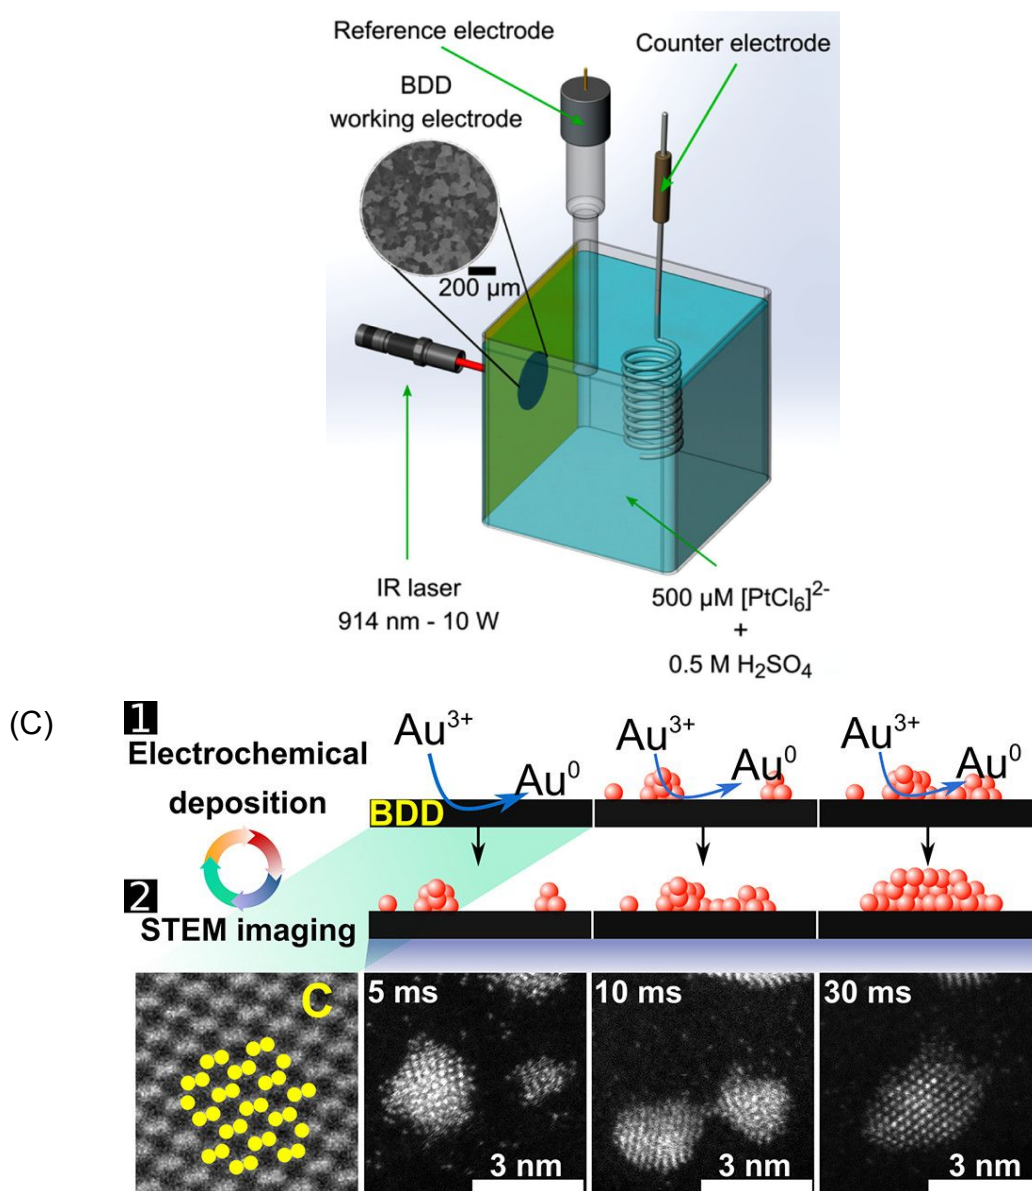 Reference electrode
Counter electrode
BDD
working electrode
200 µm
IR laser
914 nm - 10 W
500 µM [PtCl₆]²⁻
+
0.5 M H₂SO₄
(C)
1
Electrochemical
deposition
Au³⁺
Au⁰
BDD
Au³⁺
Au⁰
Au³⁺
Au⁰
2
STEM imaging
C
5 ms
3 nm
10 ms
3 nm
30 ms
3 nm